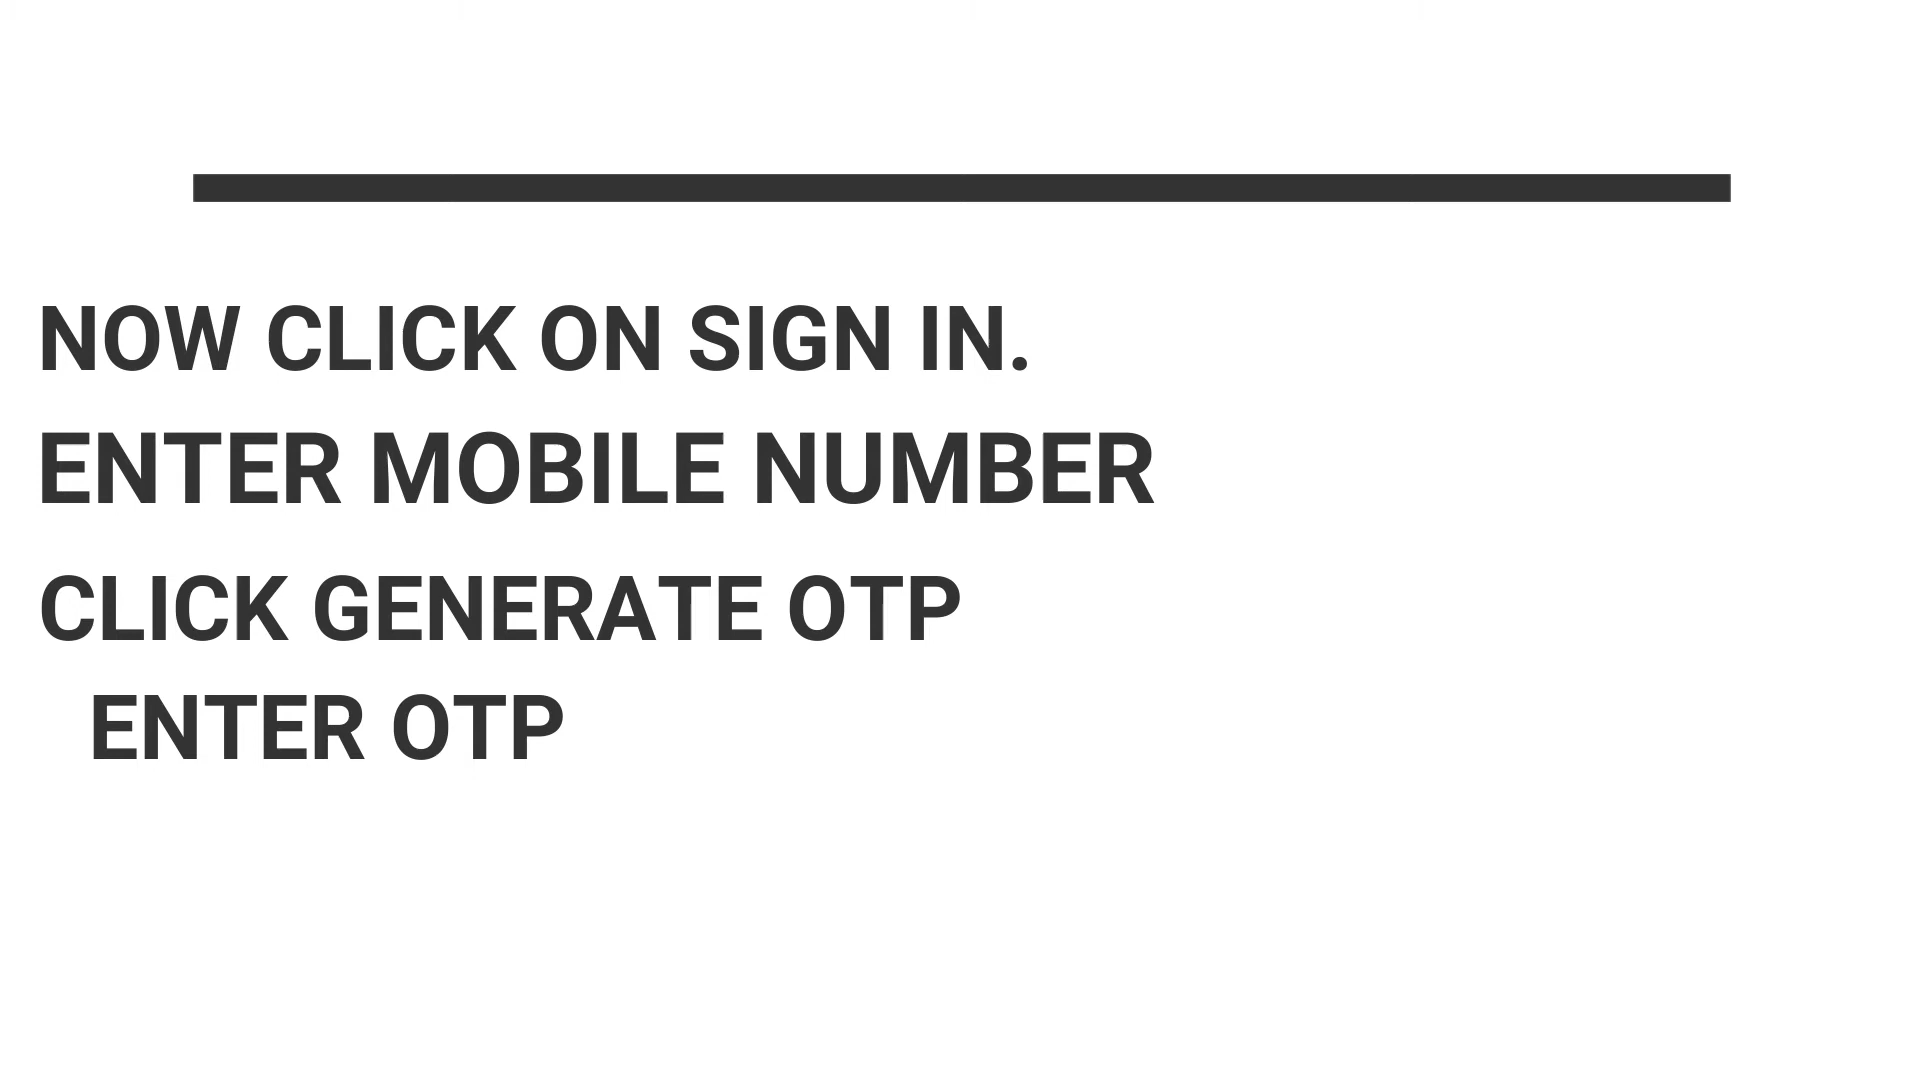 NOW CLICK ON SIGN IN.
ENTER MOBILE NUMBER
CLICK GENERATE OTP
ENTER OTP